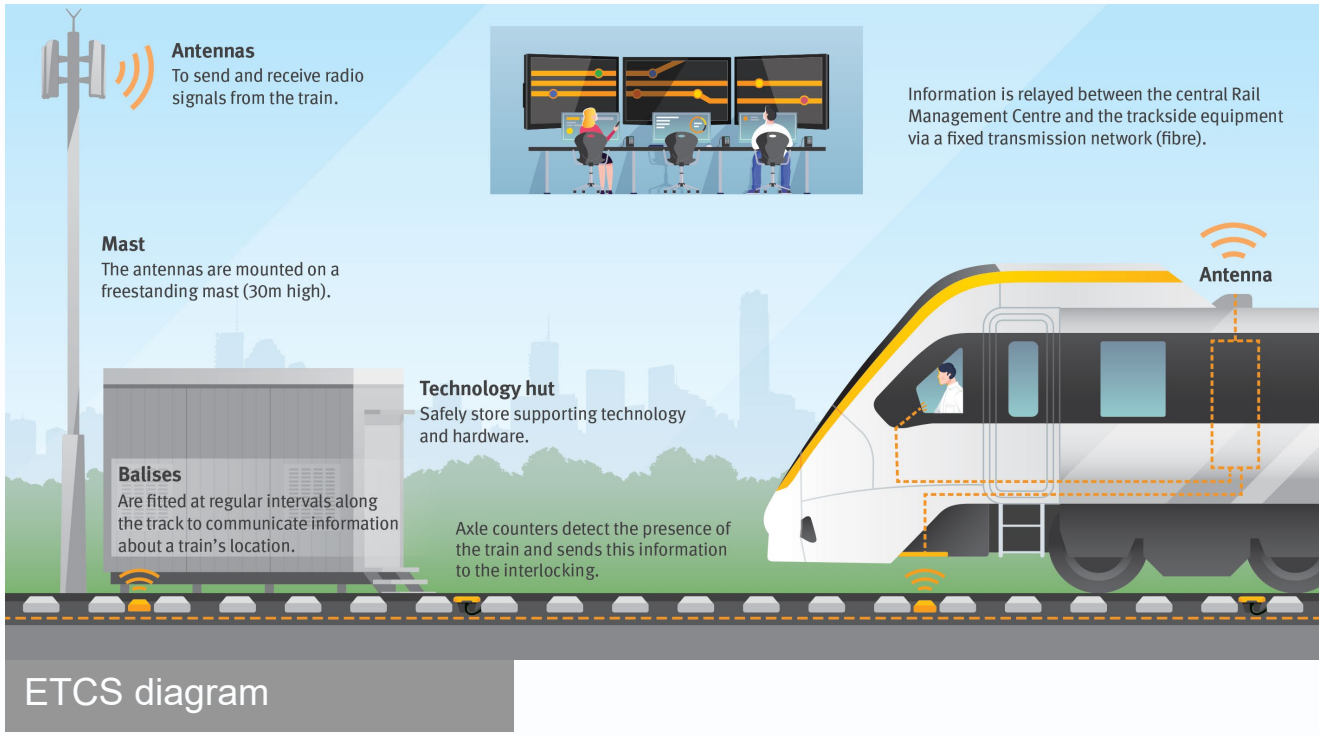 Antennas
To send and receive radio
signals from the train.
Information is relayed between the central Rail
Management Centre and the trackside equipment
via a fixed transmission network (fibre).
Mast
The antennas are mounted on a
freestanding mast (30m high).
Antenna
Technology hut
Safely store supporting technology
and hardware.
Balises
Are fitted at regular intervals along
the track to communicate information
about a train's location.
Axle counters detect the presence of
the train and sends this information
to the interlocking.
ETCS diagram